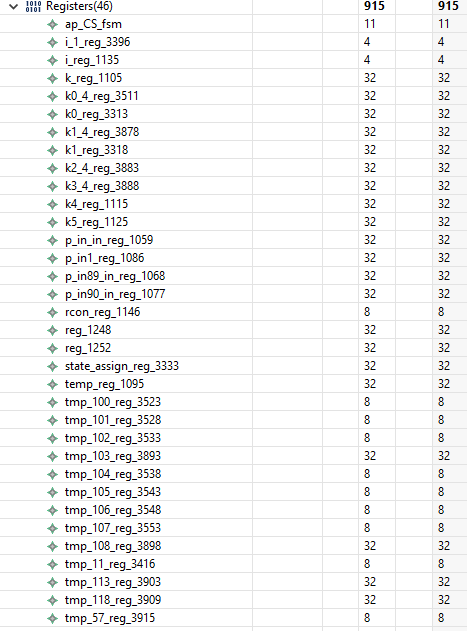 1010
0101 Registers(46) 915 915
ap_CS_fsm 11 11
i_1_reg_3396 4 4
i_reg_1135 4 4
k_reg_1105 32 32
k0_4_reg_3511 32 32
k0_reg_3313 32 32
k1_4_reg_3878 32 32
k1_reg_3318 32 32
k2_4_reg_3883 32 32
k3_4_reg_3888 32 32
k4_reg_1115 32 32
k5_reg_1125 32 32
p_in_in_reg_1059 32 32
p_in1_reg_1086 32 32
p_in89_in_reg_1068 32 32
p_in90_in_reg_1077 32 32
rcon_reg_1146 8 8
reg_1248 32 32
reg_1252 32 32
state_assign_reg_3333 32 32
temp_reg_1095 32 32
tmp_100_reg_3523 8 8
tmp_101_reg_3528 8 8
tmp_102_reg_3533 8 8
tmp_103_reg_3893 32 32
tmp_104_reg_3538 8 8
tmp_105_reg_3543 8 8
tmp_106_reg_3548 8 8
tmp_107_reg_3553 8 8
tmp_108_reg_3898 32 32
tmp_11_reg_3416 8 8
tmp_113_reg_3903 32 32
tmp_118_reg_3909 32 32
tmp_57_reg_3915 8 8